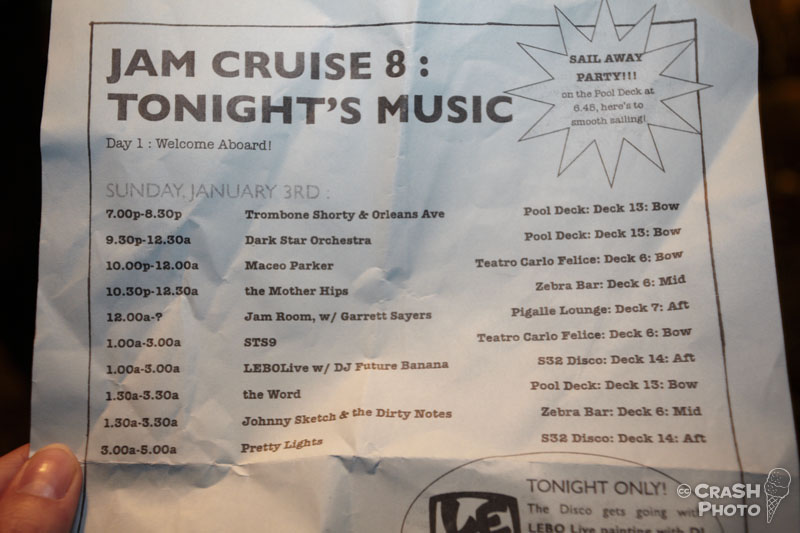 JAM CRUISE 8 :
TONIGHT'S MUSIC
SAIL AWAY
PARTY!!!
on the Pool Deck at
6.45, here's to
smooth sailing!
Day 1 : Welcome Aboard!
SUNDAY, JANUARY 3RD :
7.00p-8.30p Trombone Shorty & Orleans Ave Pool Deck: Deck 13: Bow
9.30p-12.30a Dark Star Orchestra Pool Deck: Deck 13: Bow
10.00p-12.00a Maceo Parker Teatro Carlo Felice: Deck 6: Bow
10.30p-12.30a the Mother Hips Zebra Bar: Deck 6: Mid
12.00a-? Jam Room, w/ Garrett Sayers Pigalle Lounge: Deck 7: Aft
1.00a-3.00a STS9 Teatro Carlo Felice: Deck 6: Bow
1.00a-3.00a LEBOLive w/ DJ Future Banana S32 Disco: Deck 14: Aft
1.30a-3.30a the Word Pool Deck: Deck 13: Bow
1.30a-3.30a Johnny Sketch & the Dirty Notes Zebra Bar: Deck 6: Mid
3.00a-5.00a Pretty Lights S32 Disco: Deck 14: Aft
TONIGHT ONLY!
The Disco gets going with
LEBO Live painting with DJ
LE
cc CRASH
PHOTO